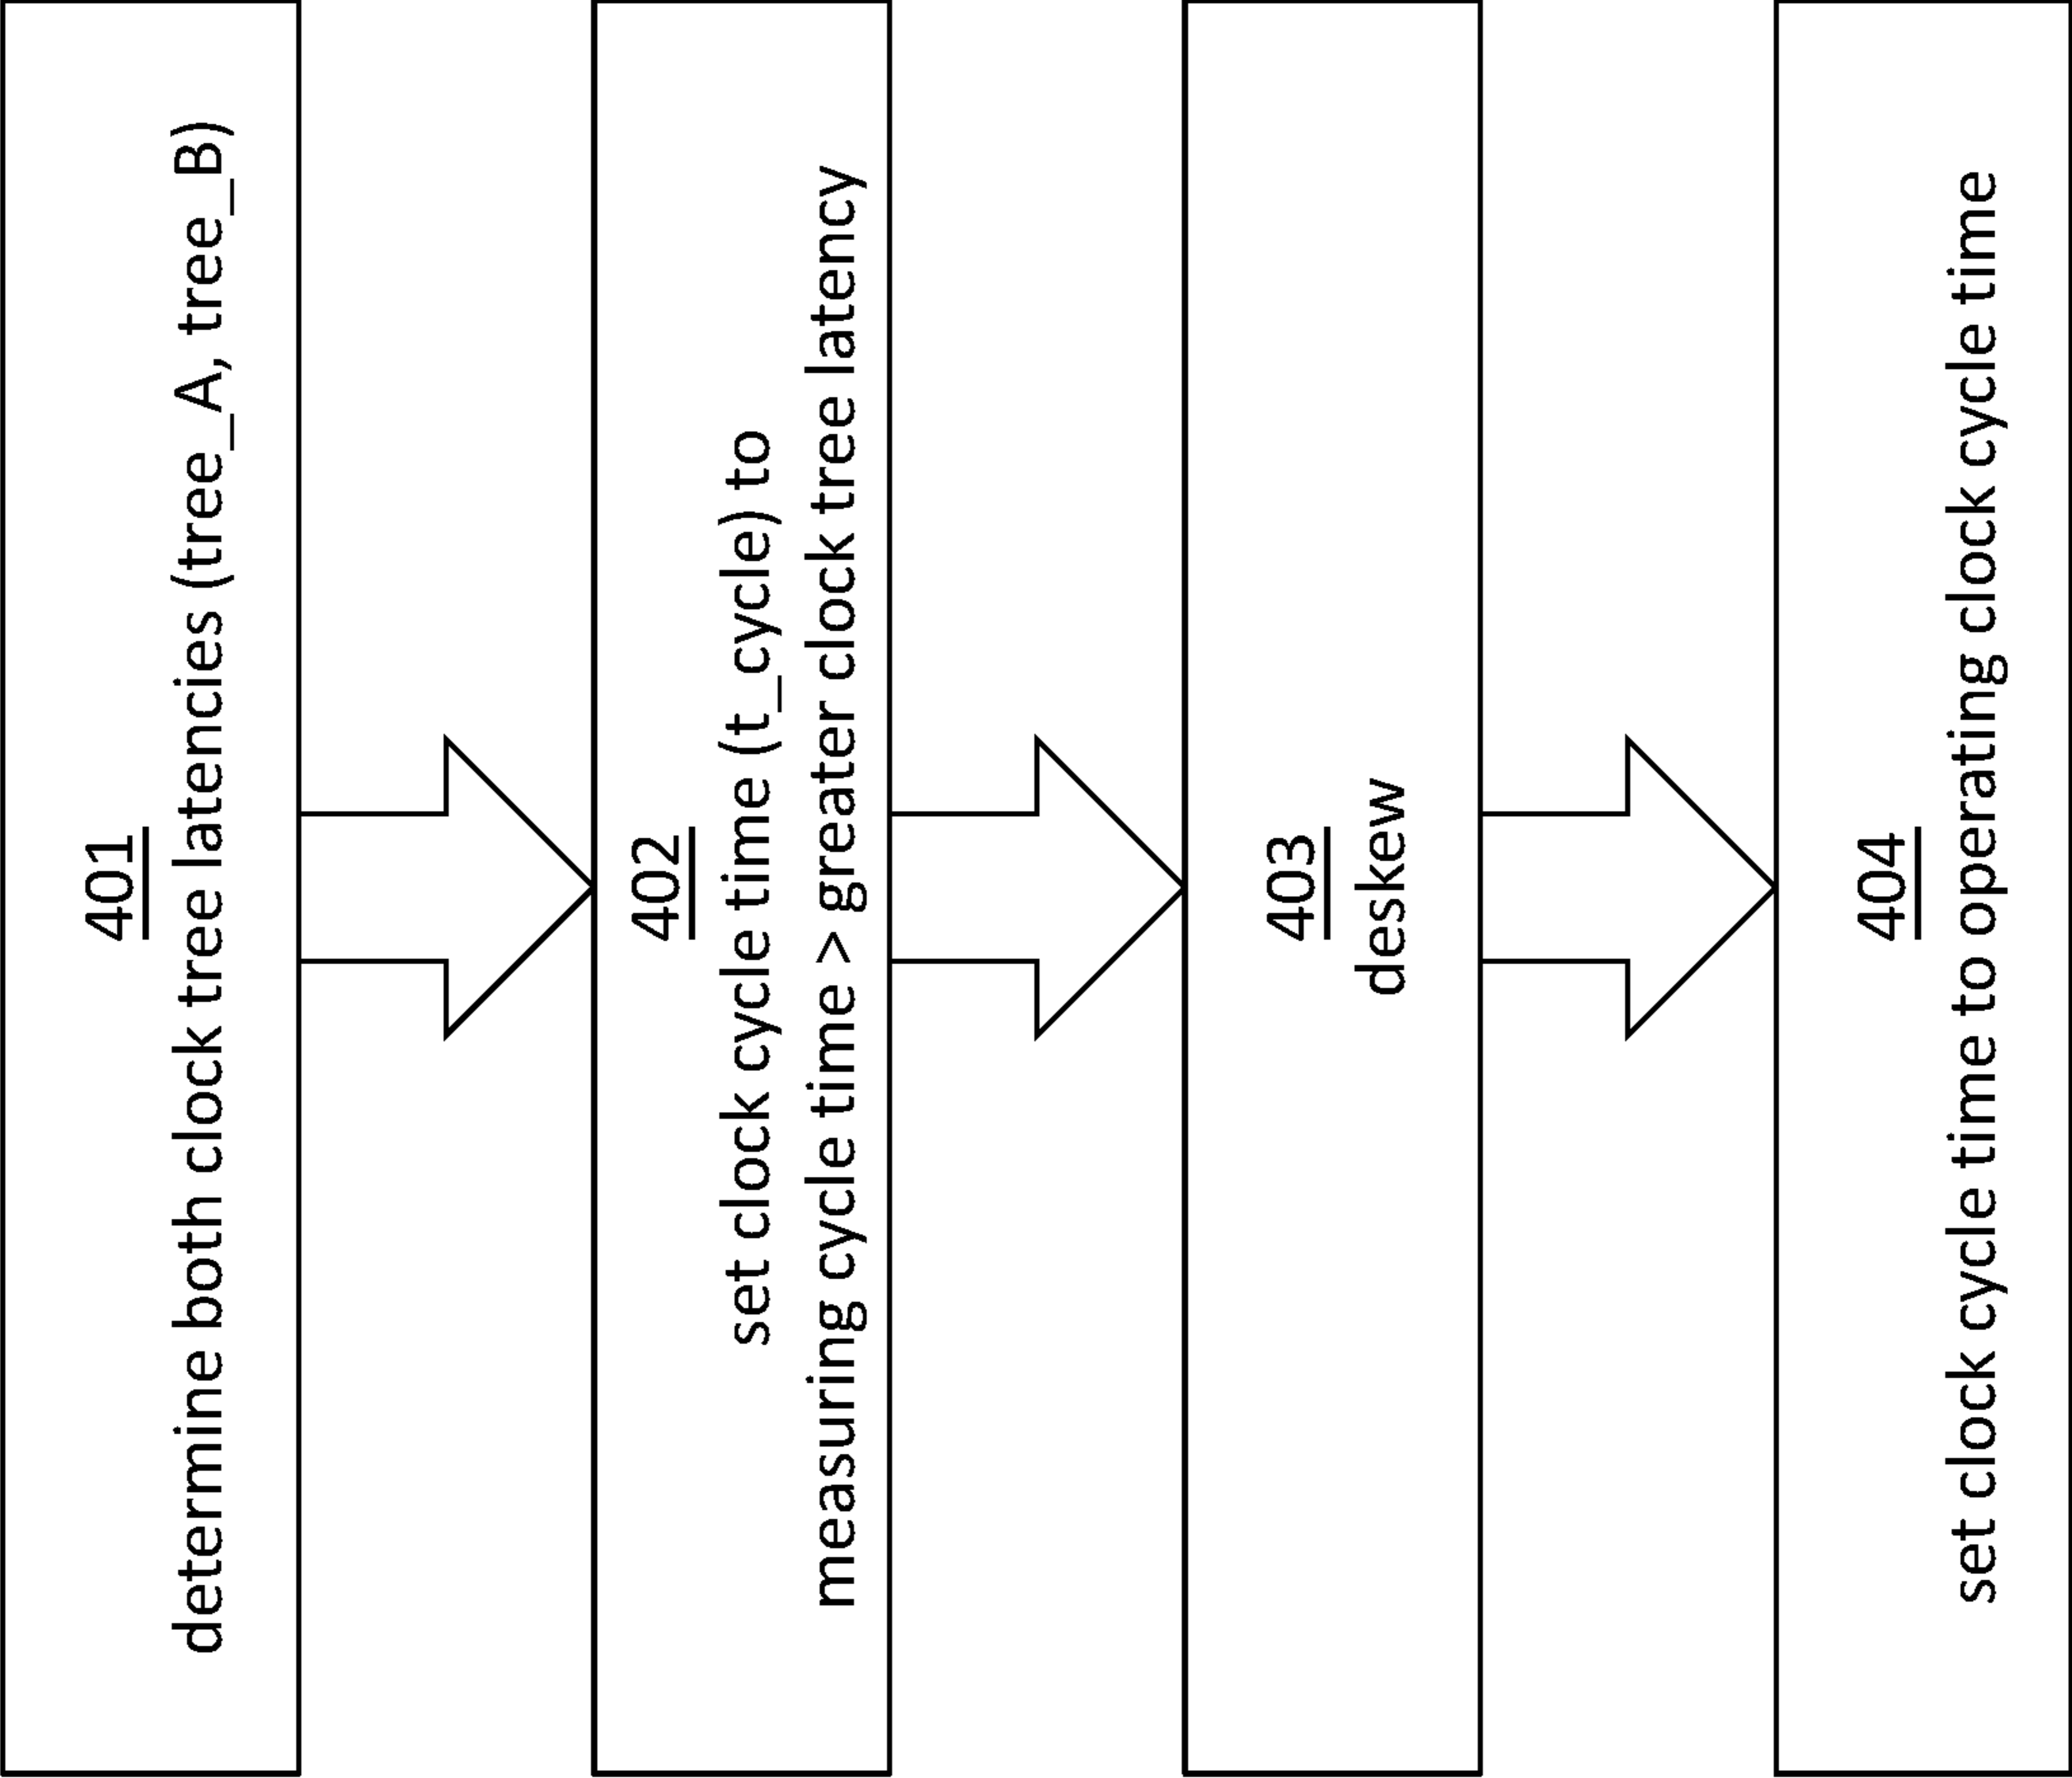 401
determine both clock tree latencies (tree_A, tree_B)
402
set clock cycle time (t_cycle) to
measuring cycle time > greater clock tree latency
403
deskew
404
set clock cycle time to operating clock cycle time